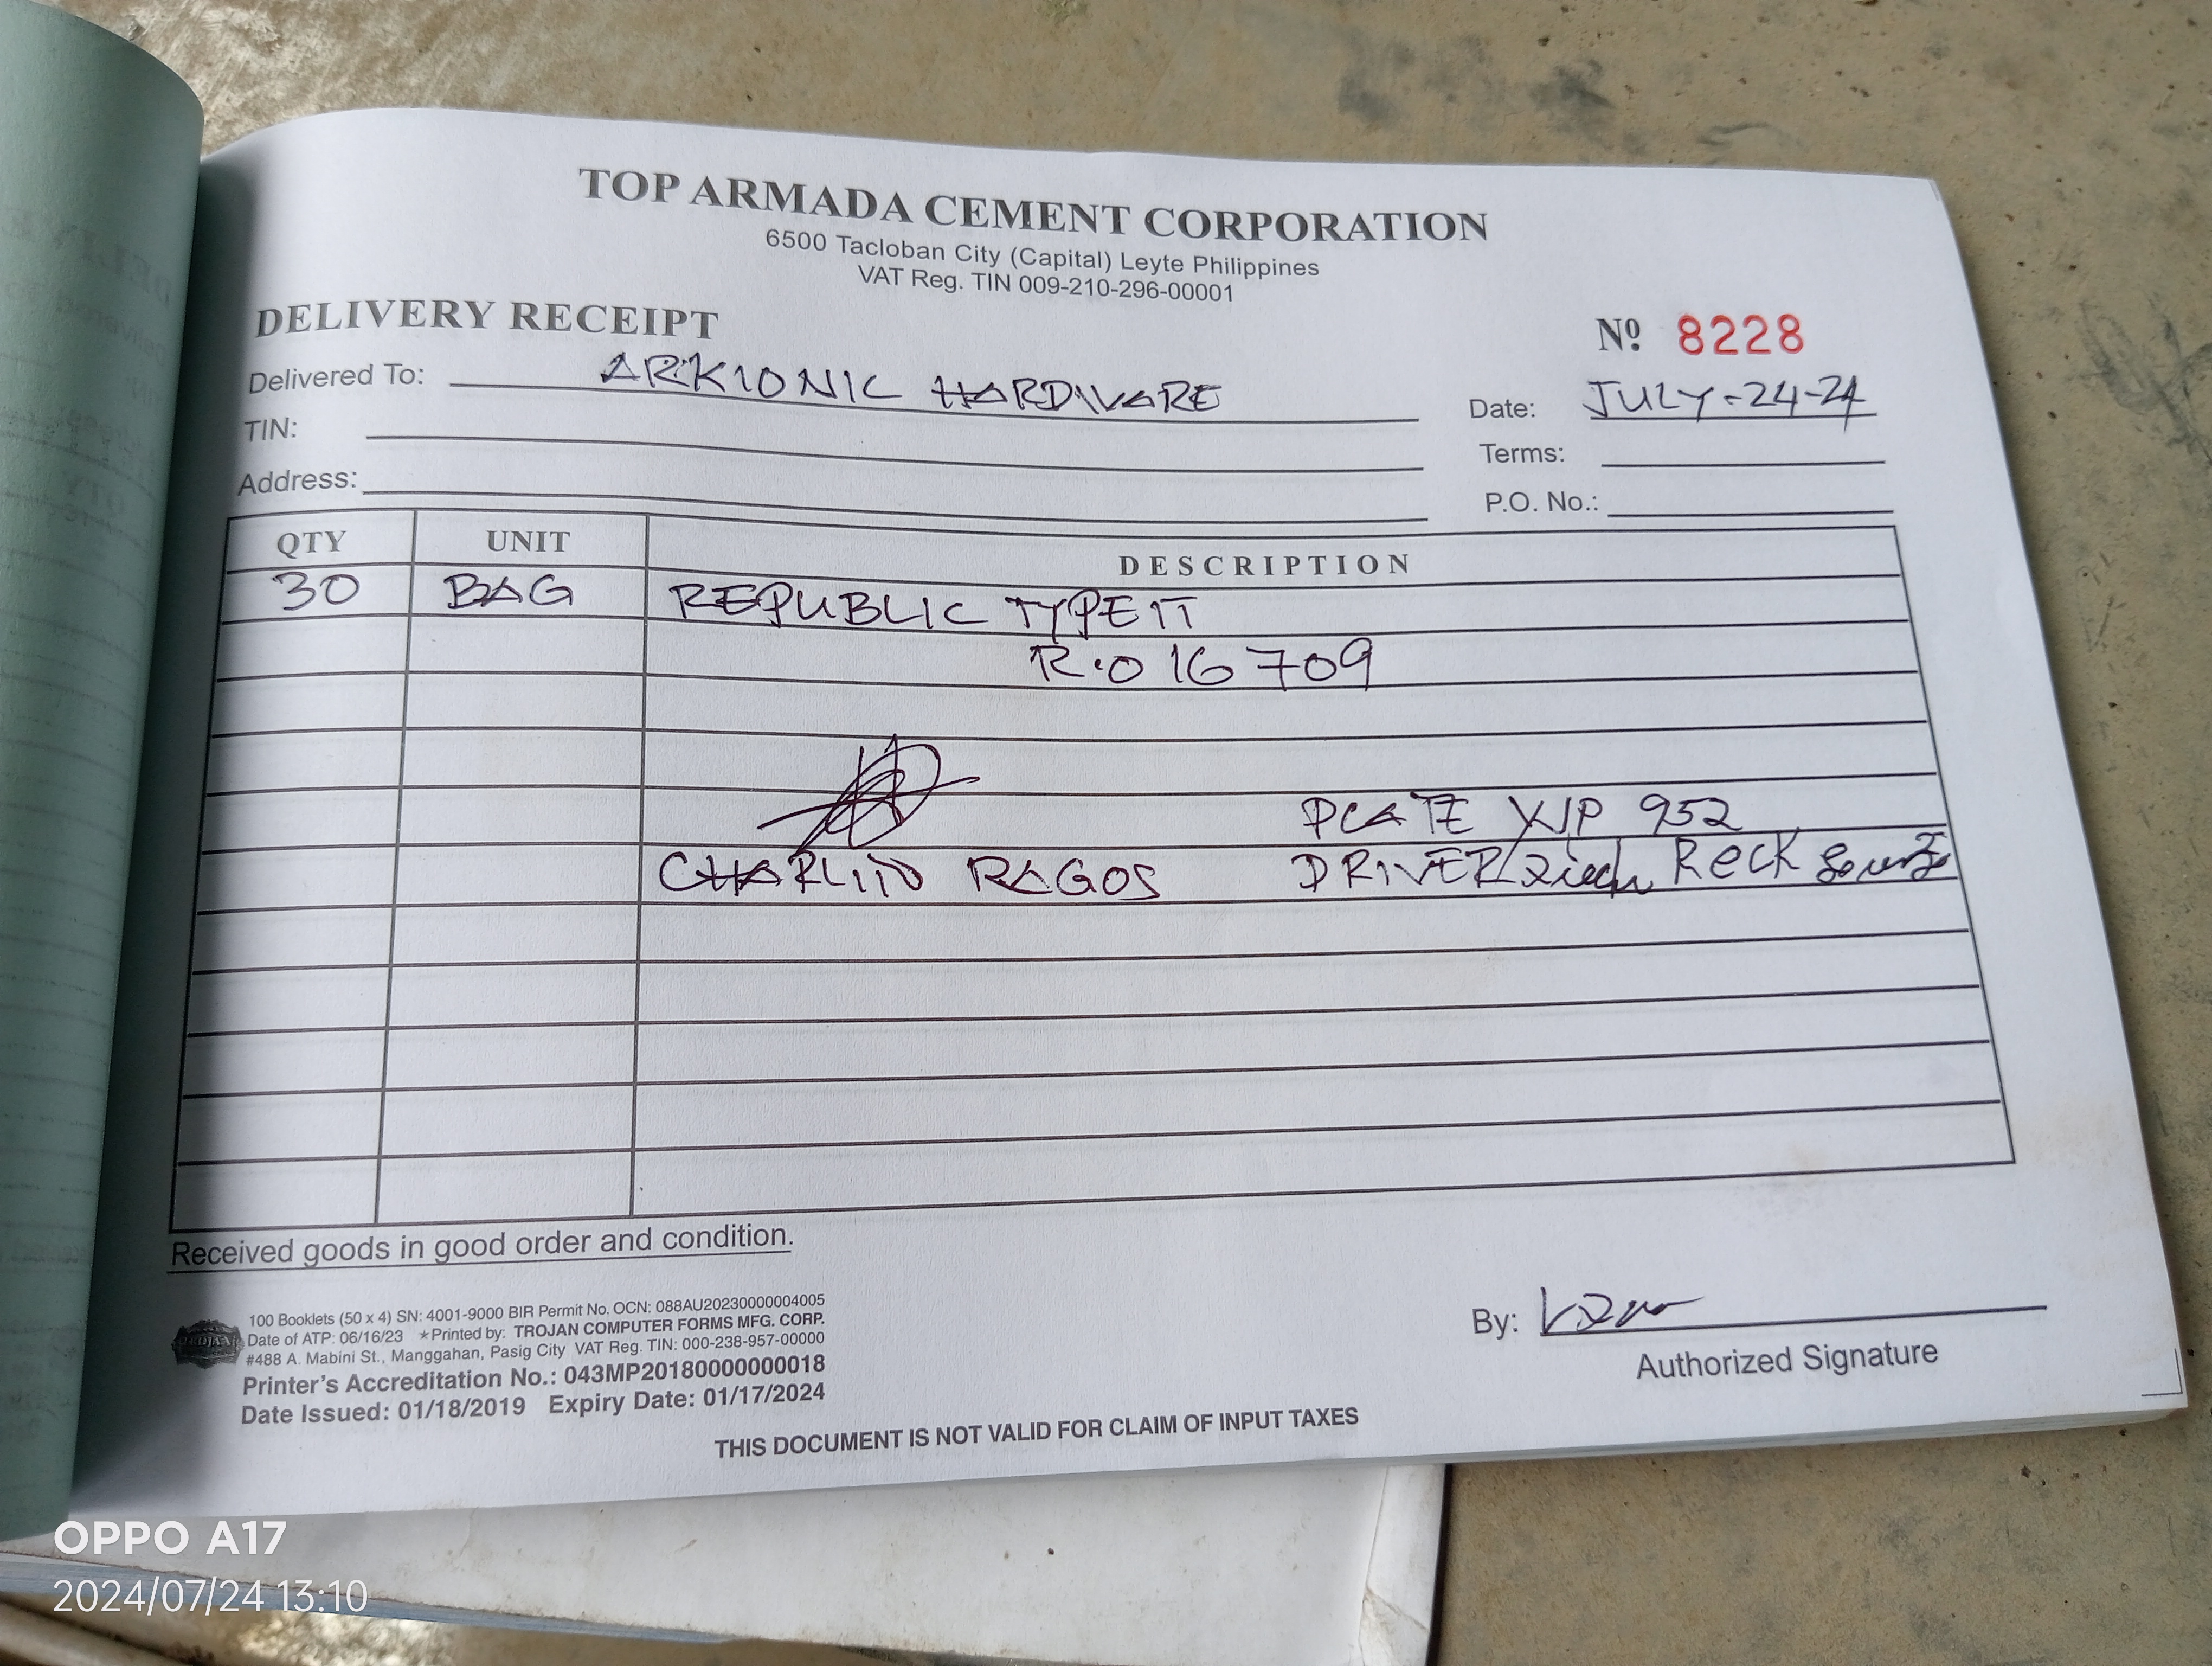 TOP ARMADA CEMENT CORPORATION
6500 Tacloban City (Capital) Leyte Philippines
VAT Reg. TIN 009-210-296-00001
DELIVERY RECEIPT
Nº 8228
Delivered To: ARKIONIC HARDWARE
Date: JULY-24-24
TIN:
Terms:
Address:
P.O. No.:
QTY UNIT DESCRIPTION
30 BAG REPUBLIC TYPE 1T
R.O 16709
PLATE 952
RAGOS DRIVER Reck
Received goods in good order and condition.
100 Booklets (50 x 4) SN: 4001-9000 BIR Permit No. OCN: 088AU20230000004005
Date of ATP: 06/16/23 *Printed by: TROJAN COMPUTER FORMS MFG. CORP.
#488 A. Mabini St., Manggahan, Pasig City VAT Reg. TIN: 000-238-957-00000
Printer's Accreditation No.: 043MP20180000000018
Date Issued: 01/18/2019 Expiry Date: 01/17/2024
By:
Authorized Signature
THIS DOCUMENT IS NOT VALID FOR CLAIM OF INPUT TAXES
OPPO A17
2024/07/24 13:10